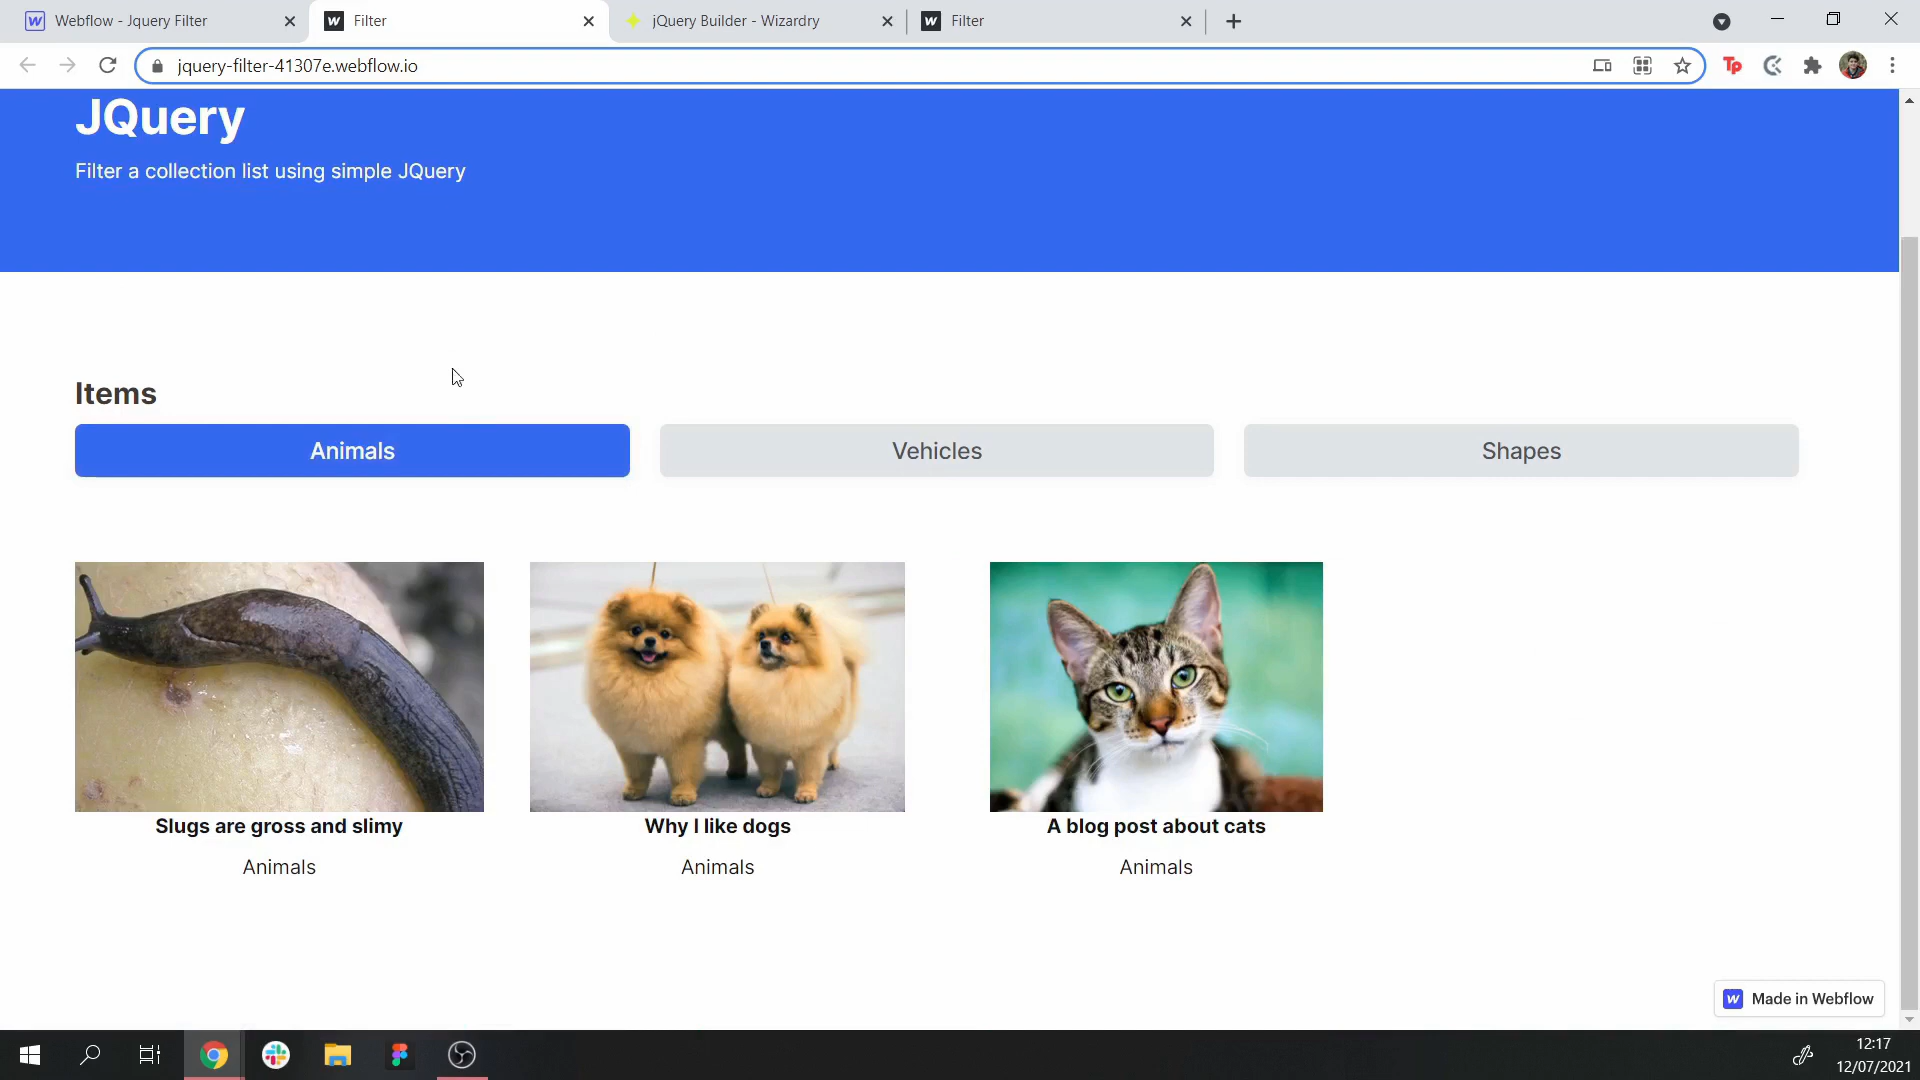 Webflow - Jquery Filter
Filter
jQuery Builder - Wizardry
Filter
jquery-filter-41307e.webflow.io
JQuery
Filter a collection list using simple JQuery
Items
Animals
Vehicles
Shapes
Slugs are gross and slimy
Why I like dogs
A blog post about cats
Animals
Animals
Animals
Made in Webflow
12:17
12/07/2021